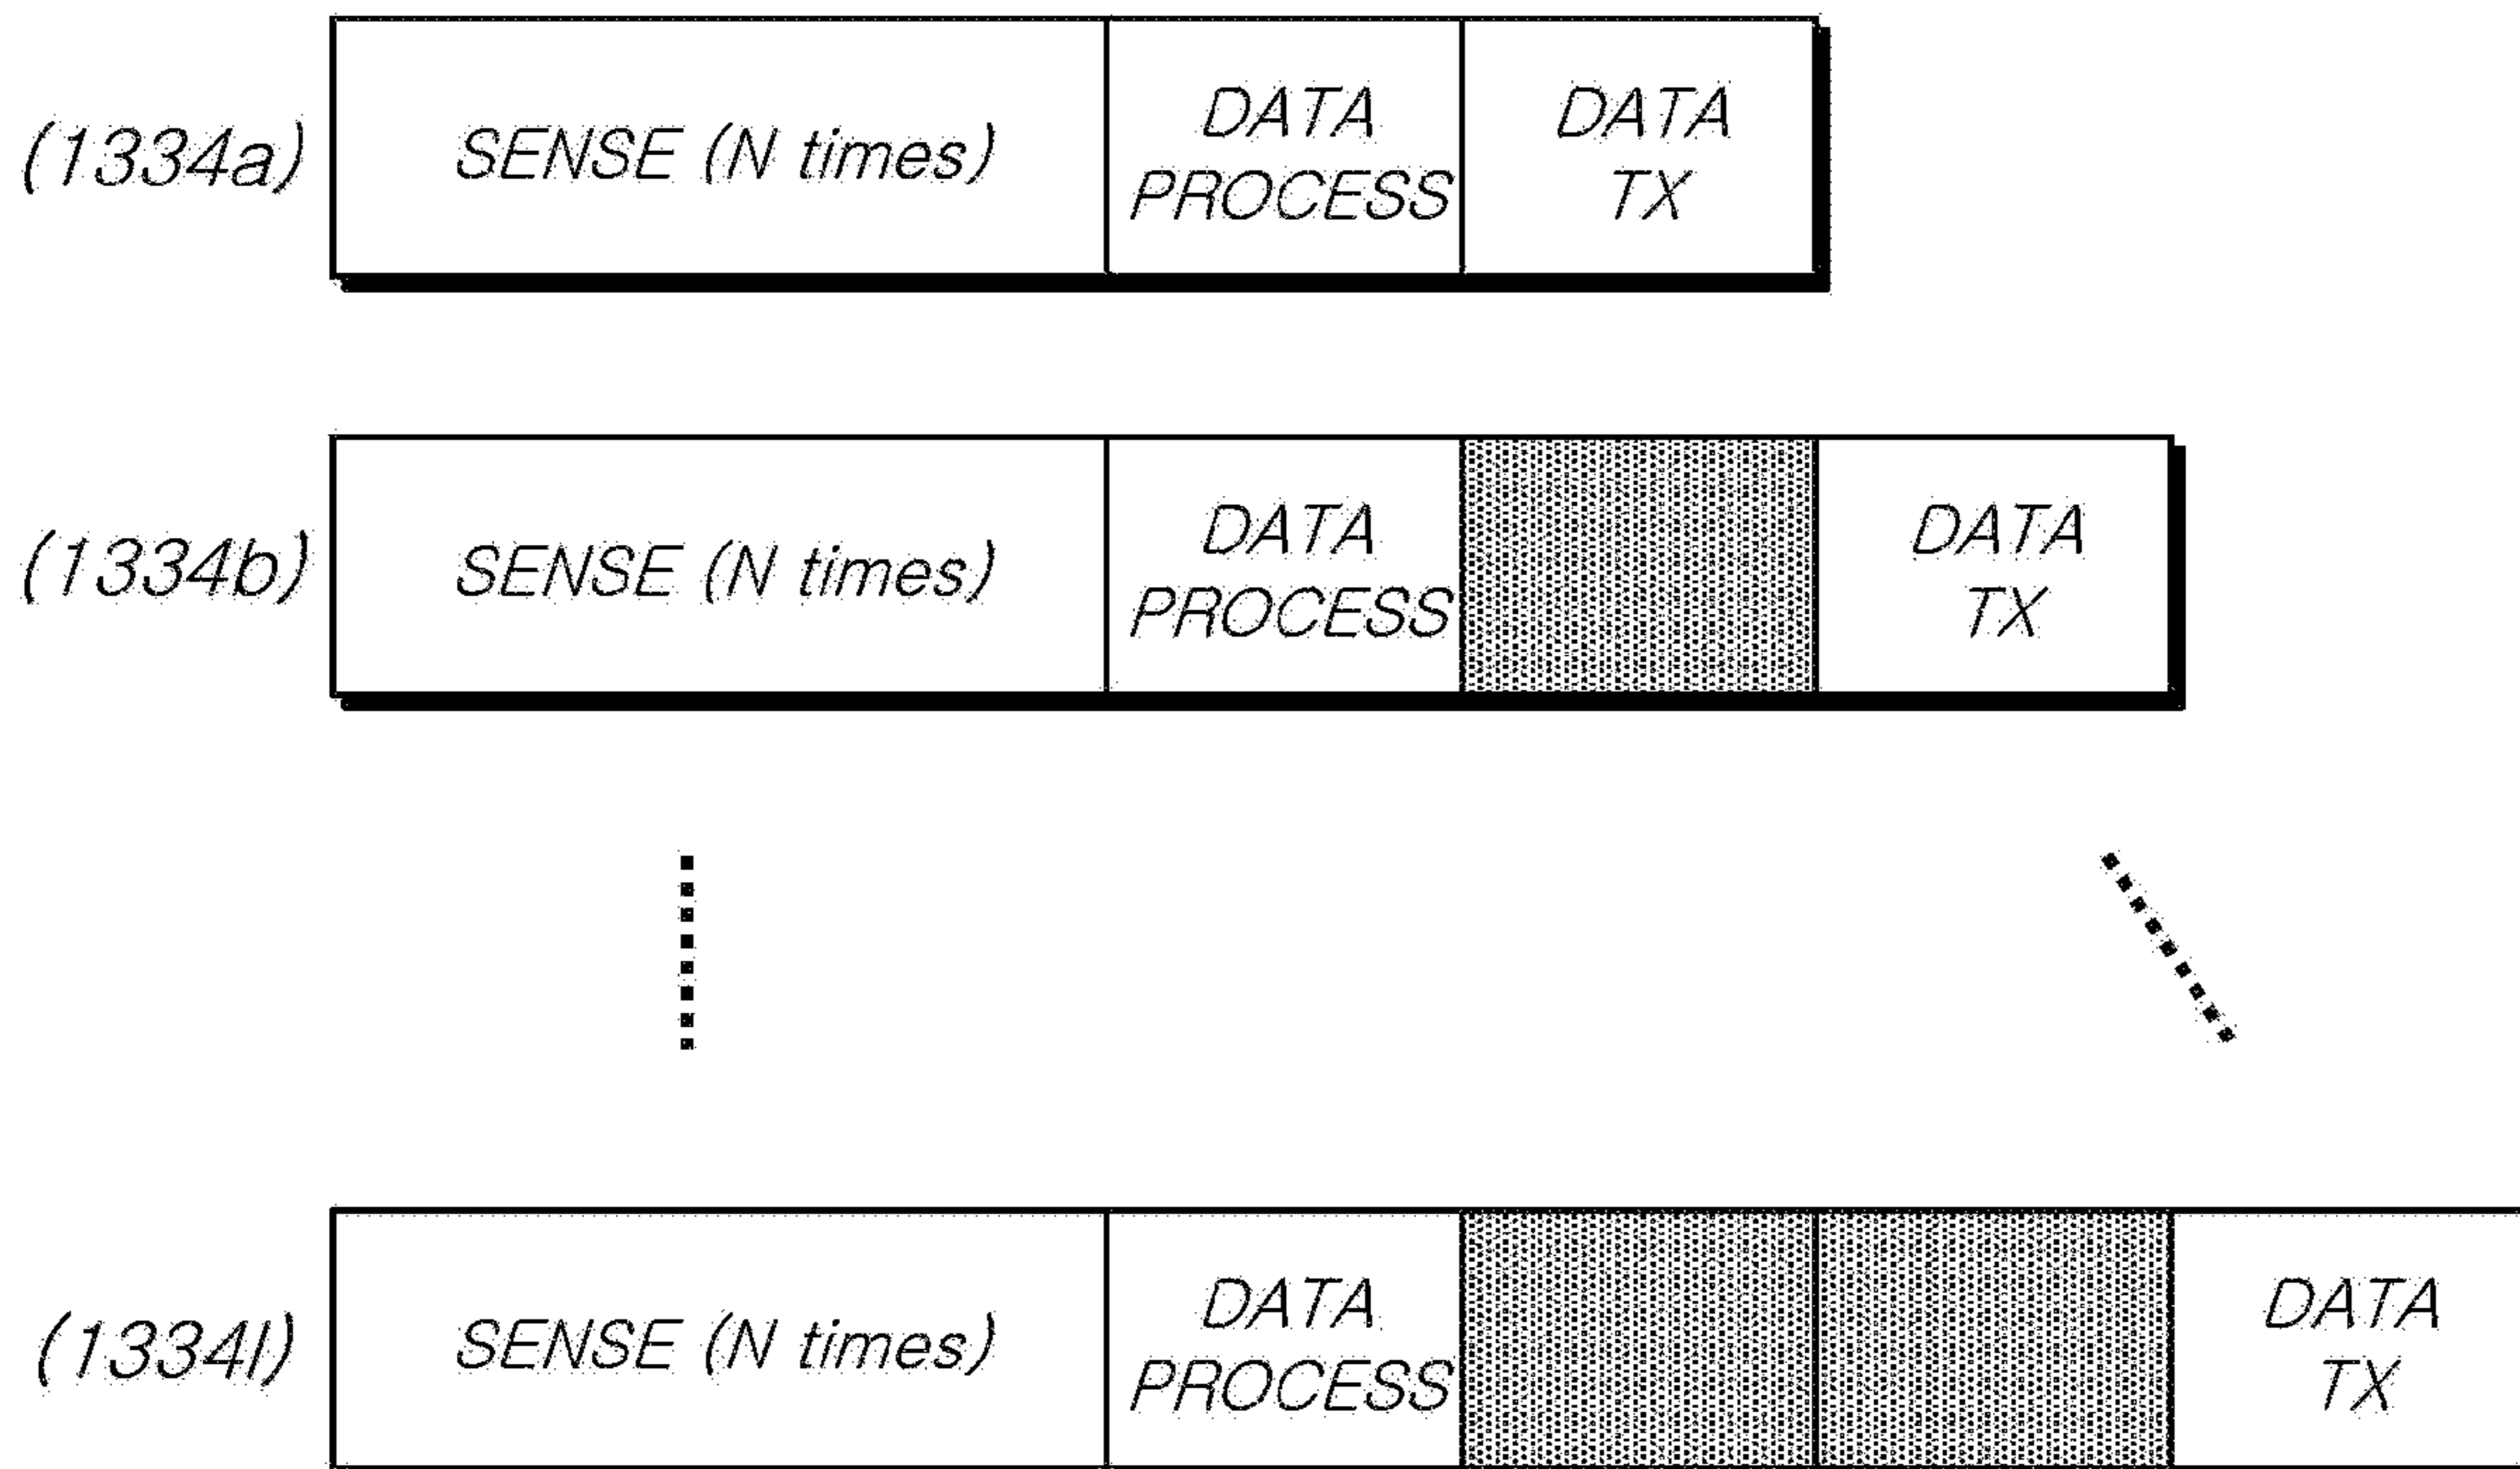 (1334a)
SENSE (N times)
DATA
PROCESS
DATA
TX
(1334b)
SENSE (N times)
DATA
PROCESS
DATA
TX
(1334l)
SENSE (N times)
DATA
PROCESS
DATA
TX